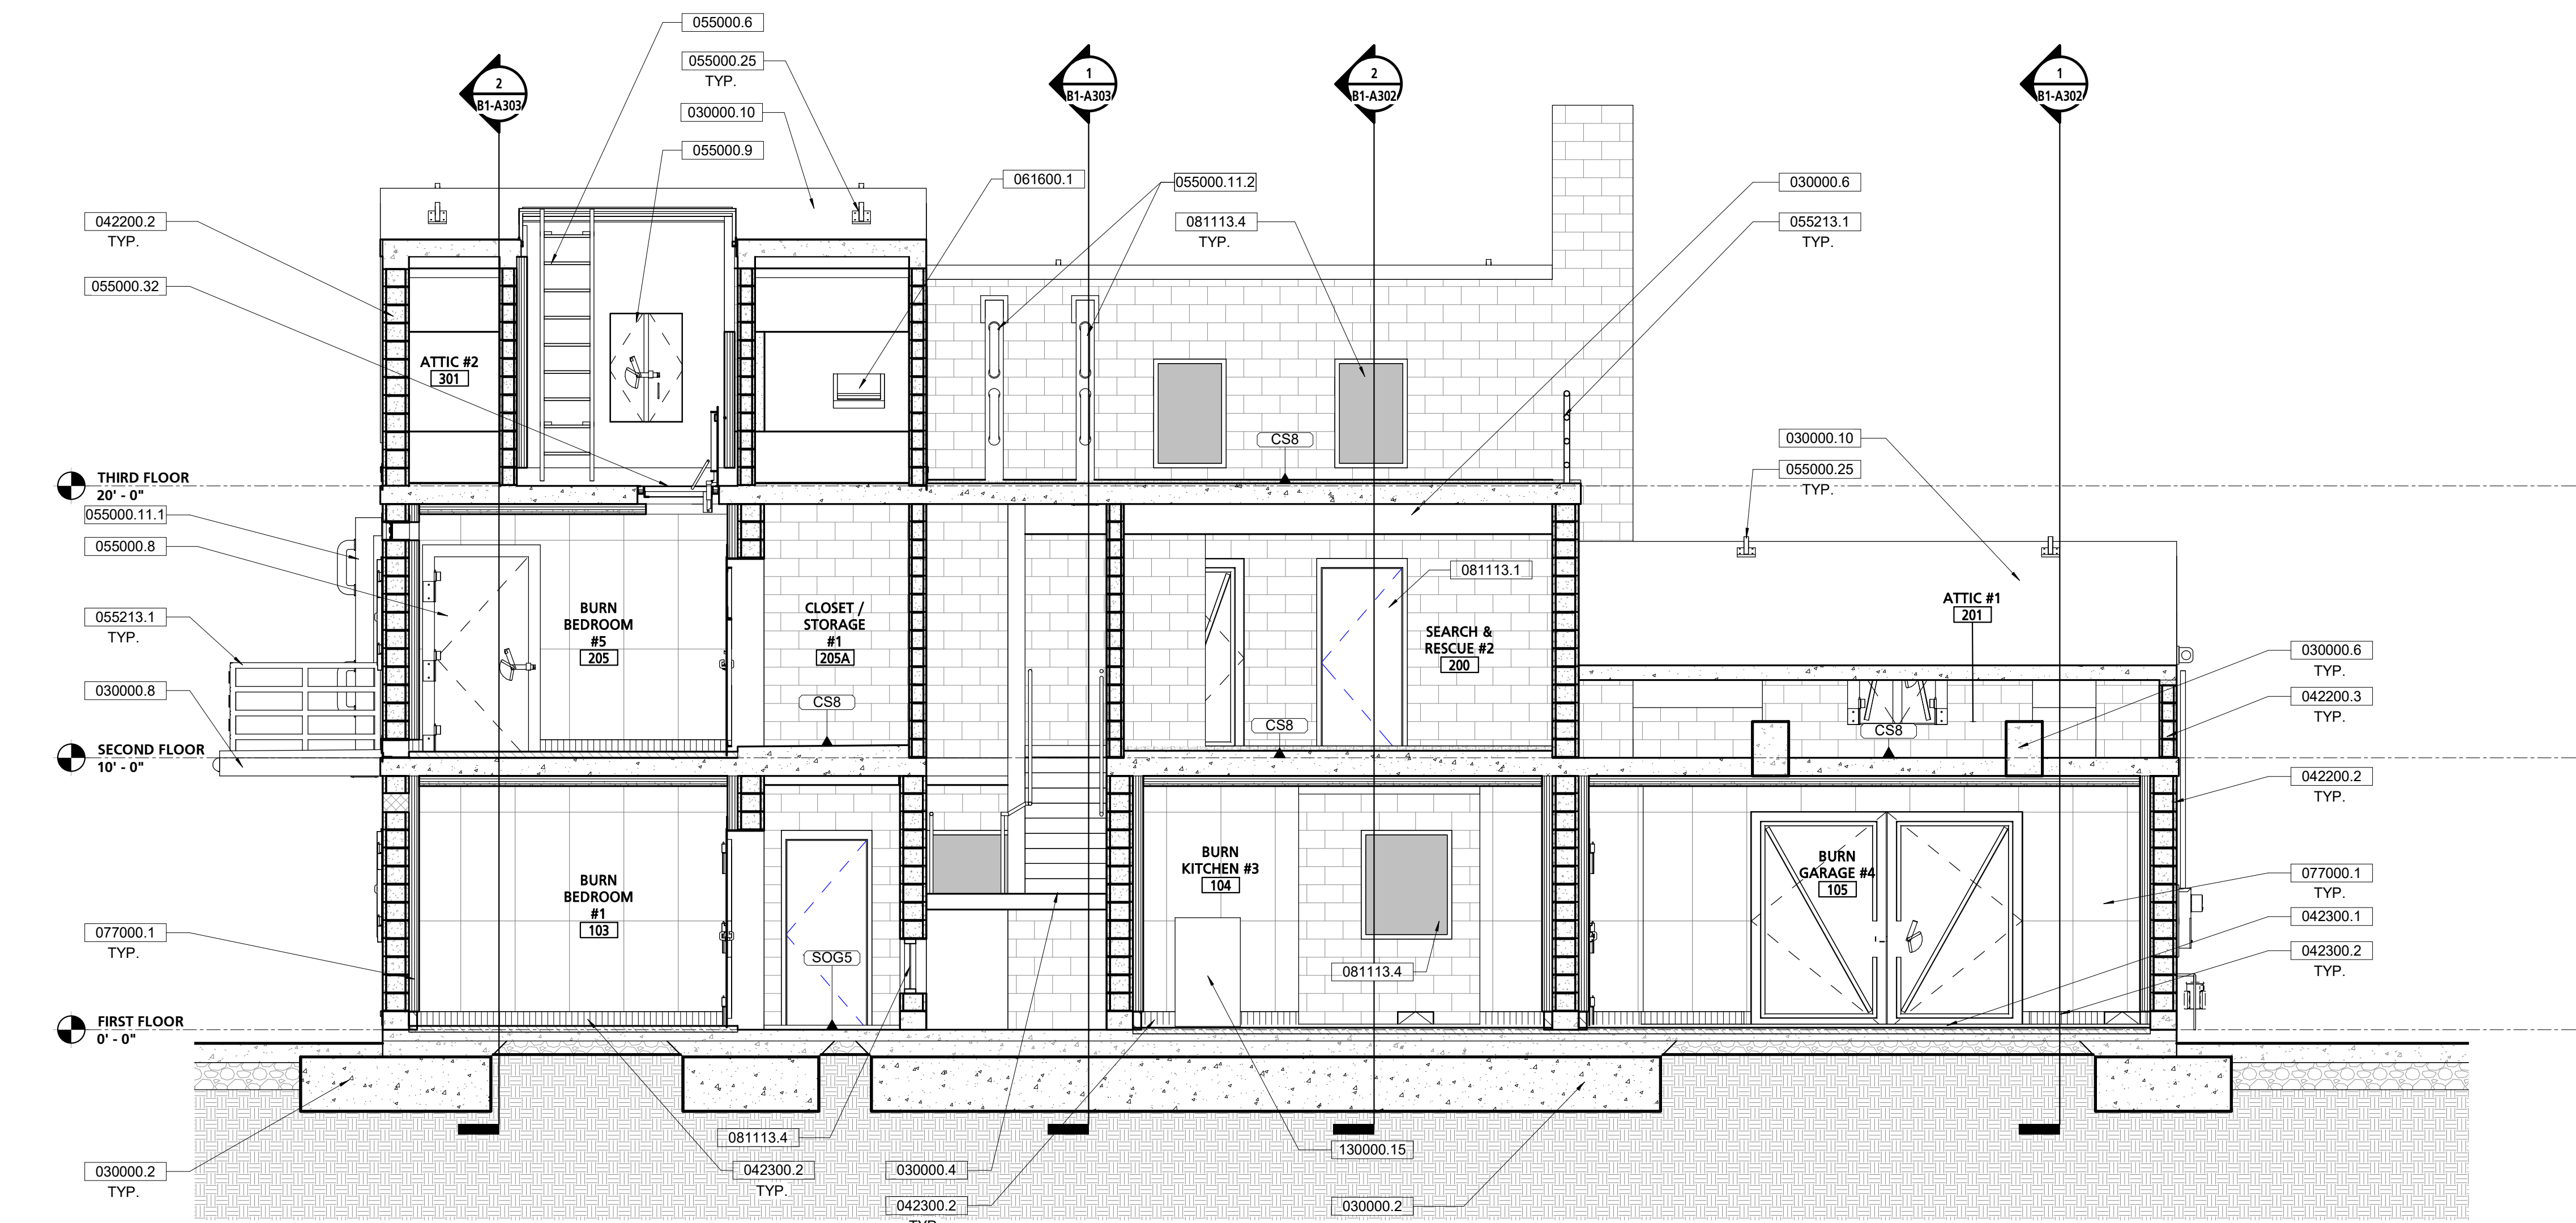 055000.6
055000.25
TYP.
030000.10
055000.9
2
B1-A303
1
B1-A303
2
B1-A302
1
B1-A302
061600.1
055000.11.2
081113.4
TYP.
030000.6
055213.1
TYP.
042200.2
TYP.
055000.32
ATTIC #2
301
CS8
030000.10
055000.25
TYP.
THIRD FLOOR
20' - 0"
055000.11.1
055000.8
055213.1
TYP.
030000.8
BURN
BEDROOM
#5
205
CLOSET /
STORAGE
#1
205A
CS8
081113.1
SEARCH &
RESCUE #2
200
CS8
ATTIC #1
201
CS8
030000.6
TYP.
042200.3
TYP.
SECOND FLOOR
10' - 0"
042200.2
TYP.
BURN
BEDROOM
#1
103
SOG5
BURN
KITCHEN #3
104
081113.4
BURN
GARAGE #4
105
077000.1
TYP.
042300.1
042300.2
TYP.
077000.1
TYP.
FIRST FLOOR
0' - 0"
030000.2
TYP.
081113.4
042300.2
TYP.
030000.4
042300.2
TYP.
130000.15
030000.2